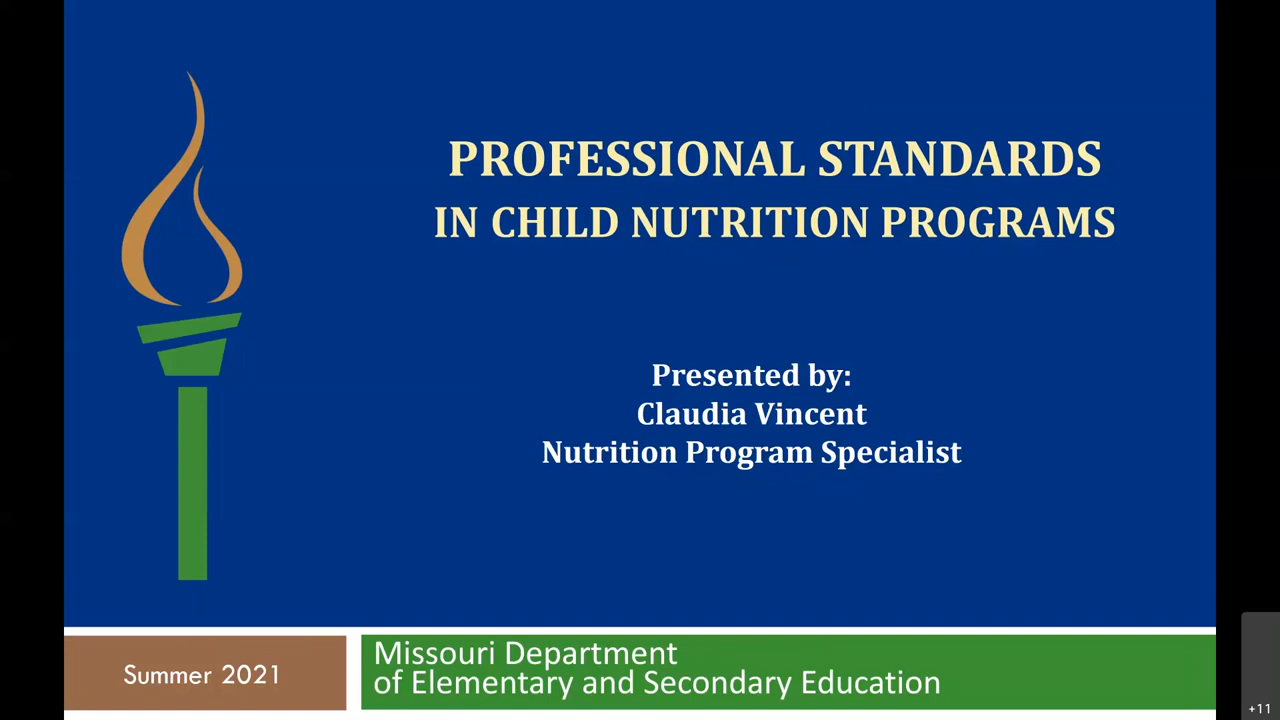 PROFESSIONAL STANDARDS
IN CHILD NUTRITION PROGRAMS
Presented by:
Claudia Vincent
Nutrition Program Specialist
Summer 2021
Missouri Department
of Elementary and Secondary Education
+11